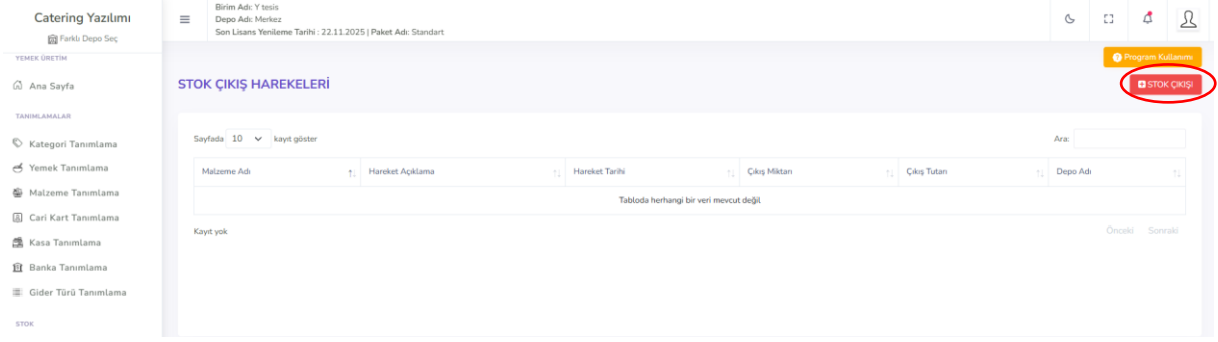 Catering Yazılımı
Farklı Depo Seç
Birim Adı: Y tesis
Depo Adı: Merkez
Son Lisans Yenileme Tarihi : 22.11.2025 | Paket Adı: Standart
YEMEK ÜRETİM
Ana Sayfa
TANIMLAMALAR
Kategori Tanımlama
Yemek Tanımlama
Malzeme Tanımlama
Cari Kart Tanımlama
Kasa Tanımlama
Banka Tanımlama
Gider Türü Tanımlama
STOK
Program Kullanımı
STOK ÇIKIŞ HAREKELERİ
STOK ÇIKIŞI
Sayfada 10 kayıt göster
Ara:
Malzeme Adı Hareket Açıklama Hareket Tarihi Çıkış Miktarı Çıkış Tutarı Depo Adı
Tabloda herhangi bir veri mevcut değil
Kayıt yok
Önceki Sonraki